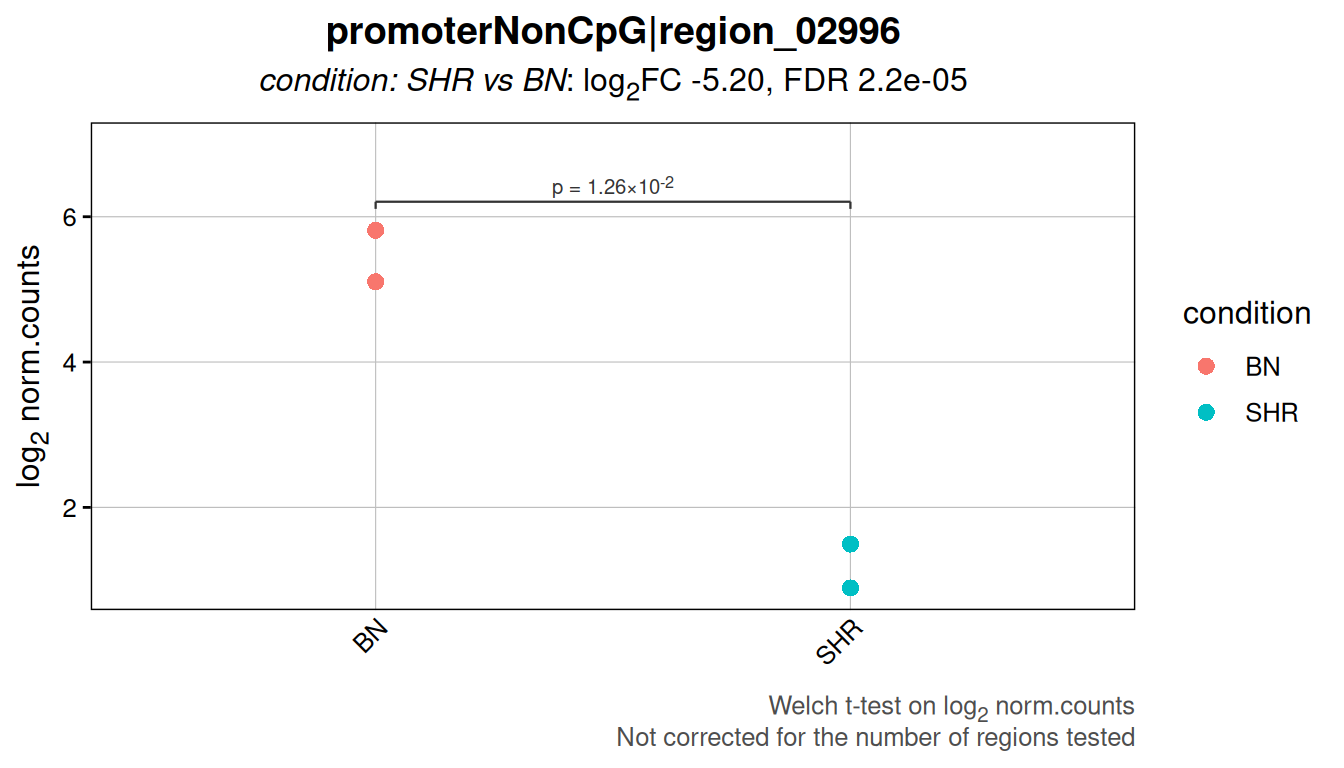 promoterNonCpG|region_02996
condition: SHR vs BN: log₂FC -5.20, FDR 2.2e-05
p = 1.26×10⁻²
6
4
2
log₂ norm.counts
BN
SHR
condition
BN
SHR
Welch t-test on log₂ norm.counts
Not corrected for the number of regions tested